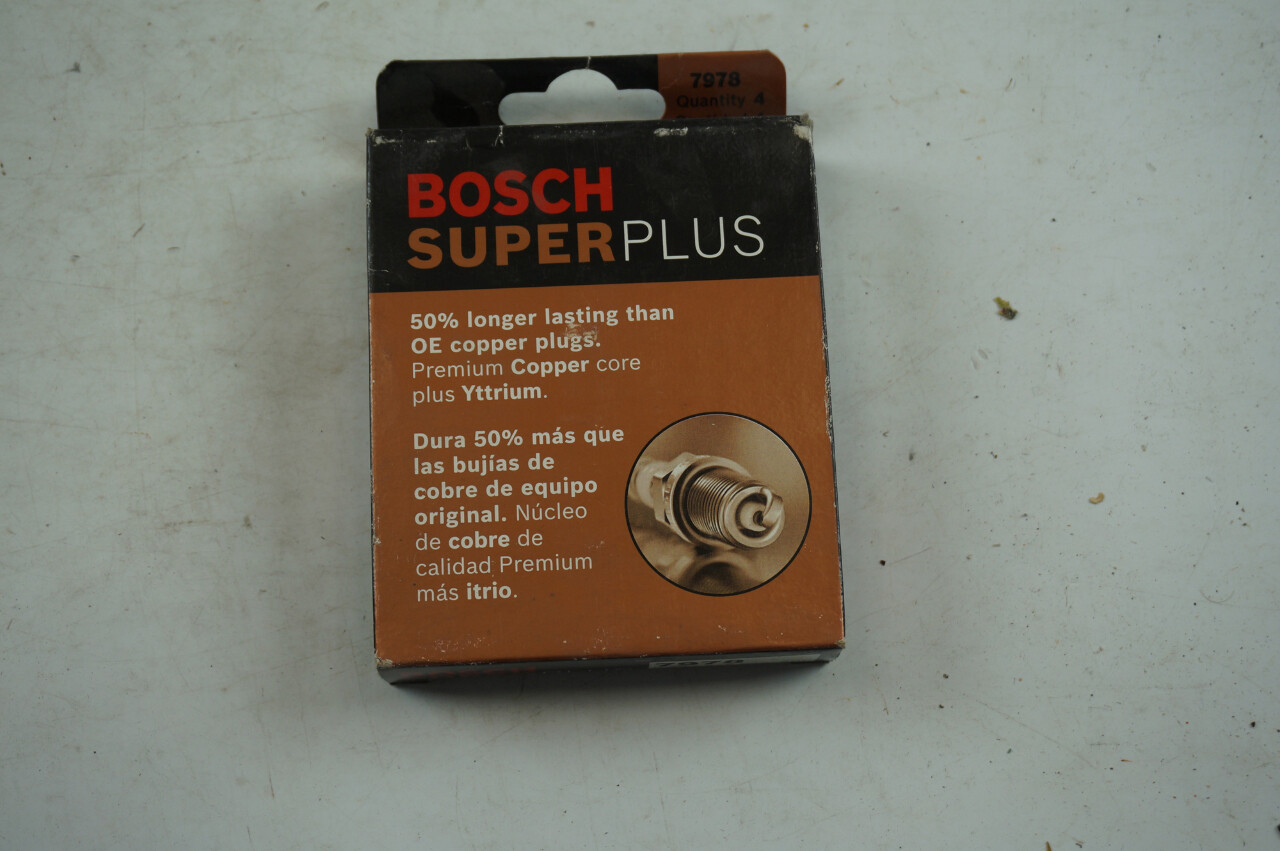 7978
Quantity 4
BOSCH
SUPERPLUS
50% longer lasting than
OE copper plugs.
Premium Copper core
plus Yttrium.
Dura 50% más que
las bujías de
cobre de equipo
original. Núcleo
de cobre de
calidad Premium
más itrio.
7978